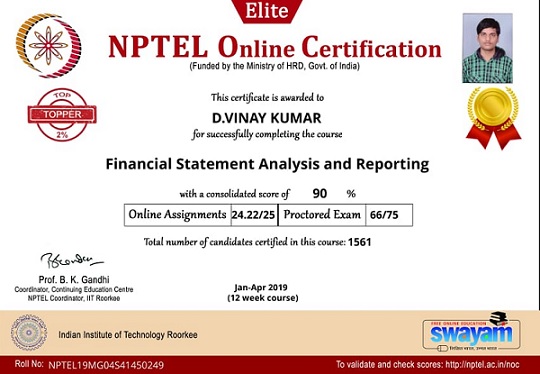 Elite
NPTEL Online Certification
(Funded by the Ministry of HRD, Govt. of India)
TOP
TOPPER
2%
This certificate is awarded to
D.VINAY KUMAR
for successfully completing the course
Financial Statement Analysis and Reporting
with a consolidated score of 90 %
Online Assignments 24.22/25 Proctored Exam 66/75
Total number of candidates certified in this course: 1561
Prof. B. K. Gandhi
Coordinator, Continuing Education Centre
NPTEL Coordinator, IIT Roorkee
Jan-Apr 2019
(12 week course)
Indian Institute of Technology Roorkee
FREE ONLINE EDUCATION
swayam
शिक्षित भारत, उन्नत भारत
Roll No: NPTEL19MG04S41450249
To validate and check scores: http://nptel.ac.in/noc